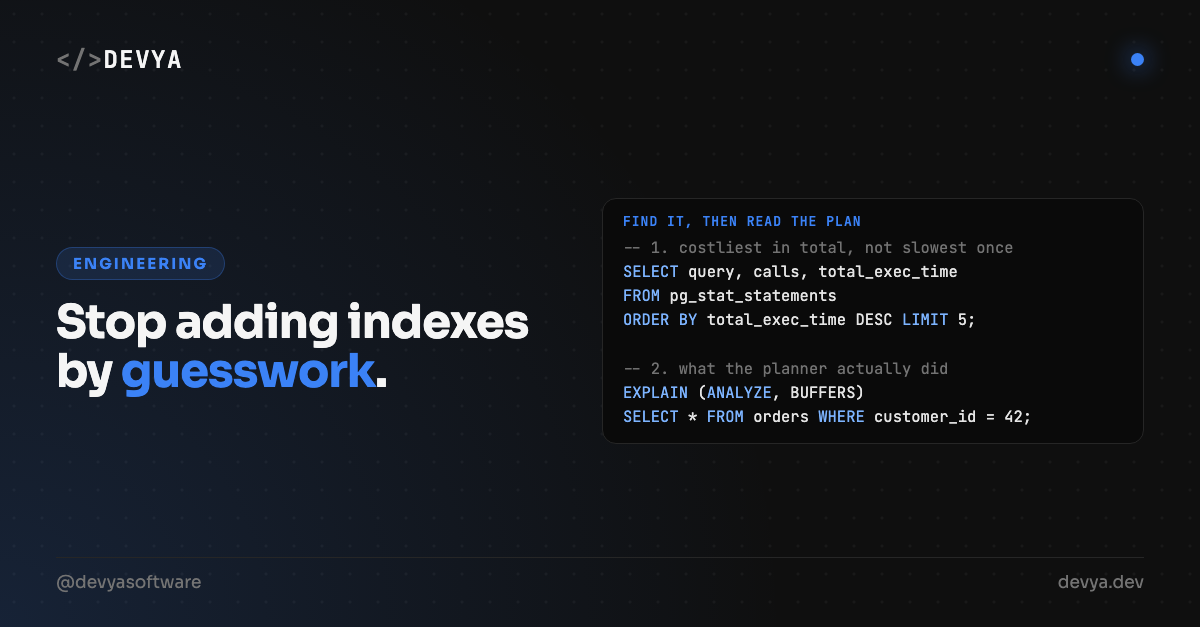 </>DEVYA
ENGINEERING
Stop adding indexes
by guesswork.
FIND IT, THEN READ THE PLAN
-- 1. costliest in total, not slowest once
SELECT query, calls, total_exec_time
FROM pg_stat_statements
ORDER BY total_exec_time DESC LIMIT 5;
-- 2. what the planner actually did
EXPLAIN (ANALYZE, BUFFERS)
SELECT * FROM orders WHERE customer_id = 42;
@devyasoftware
devya.dev